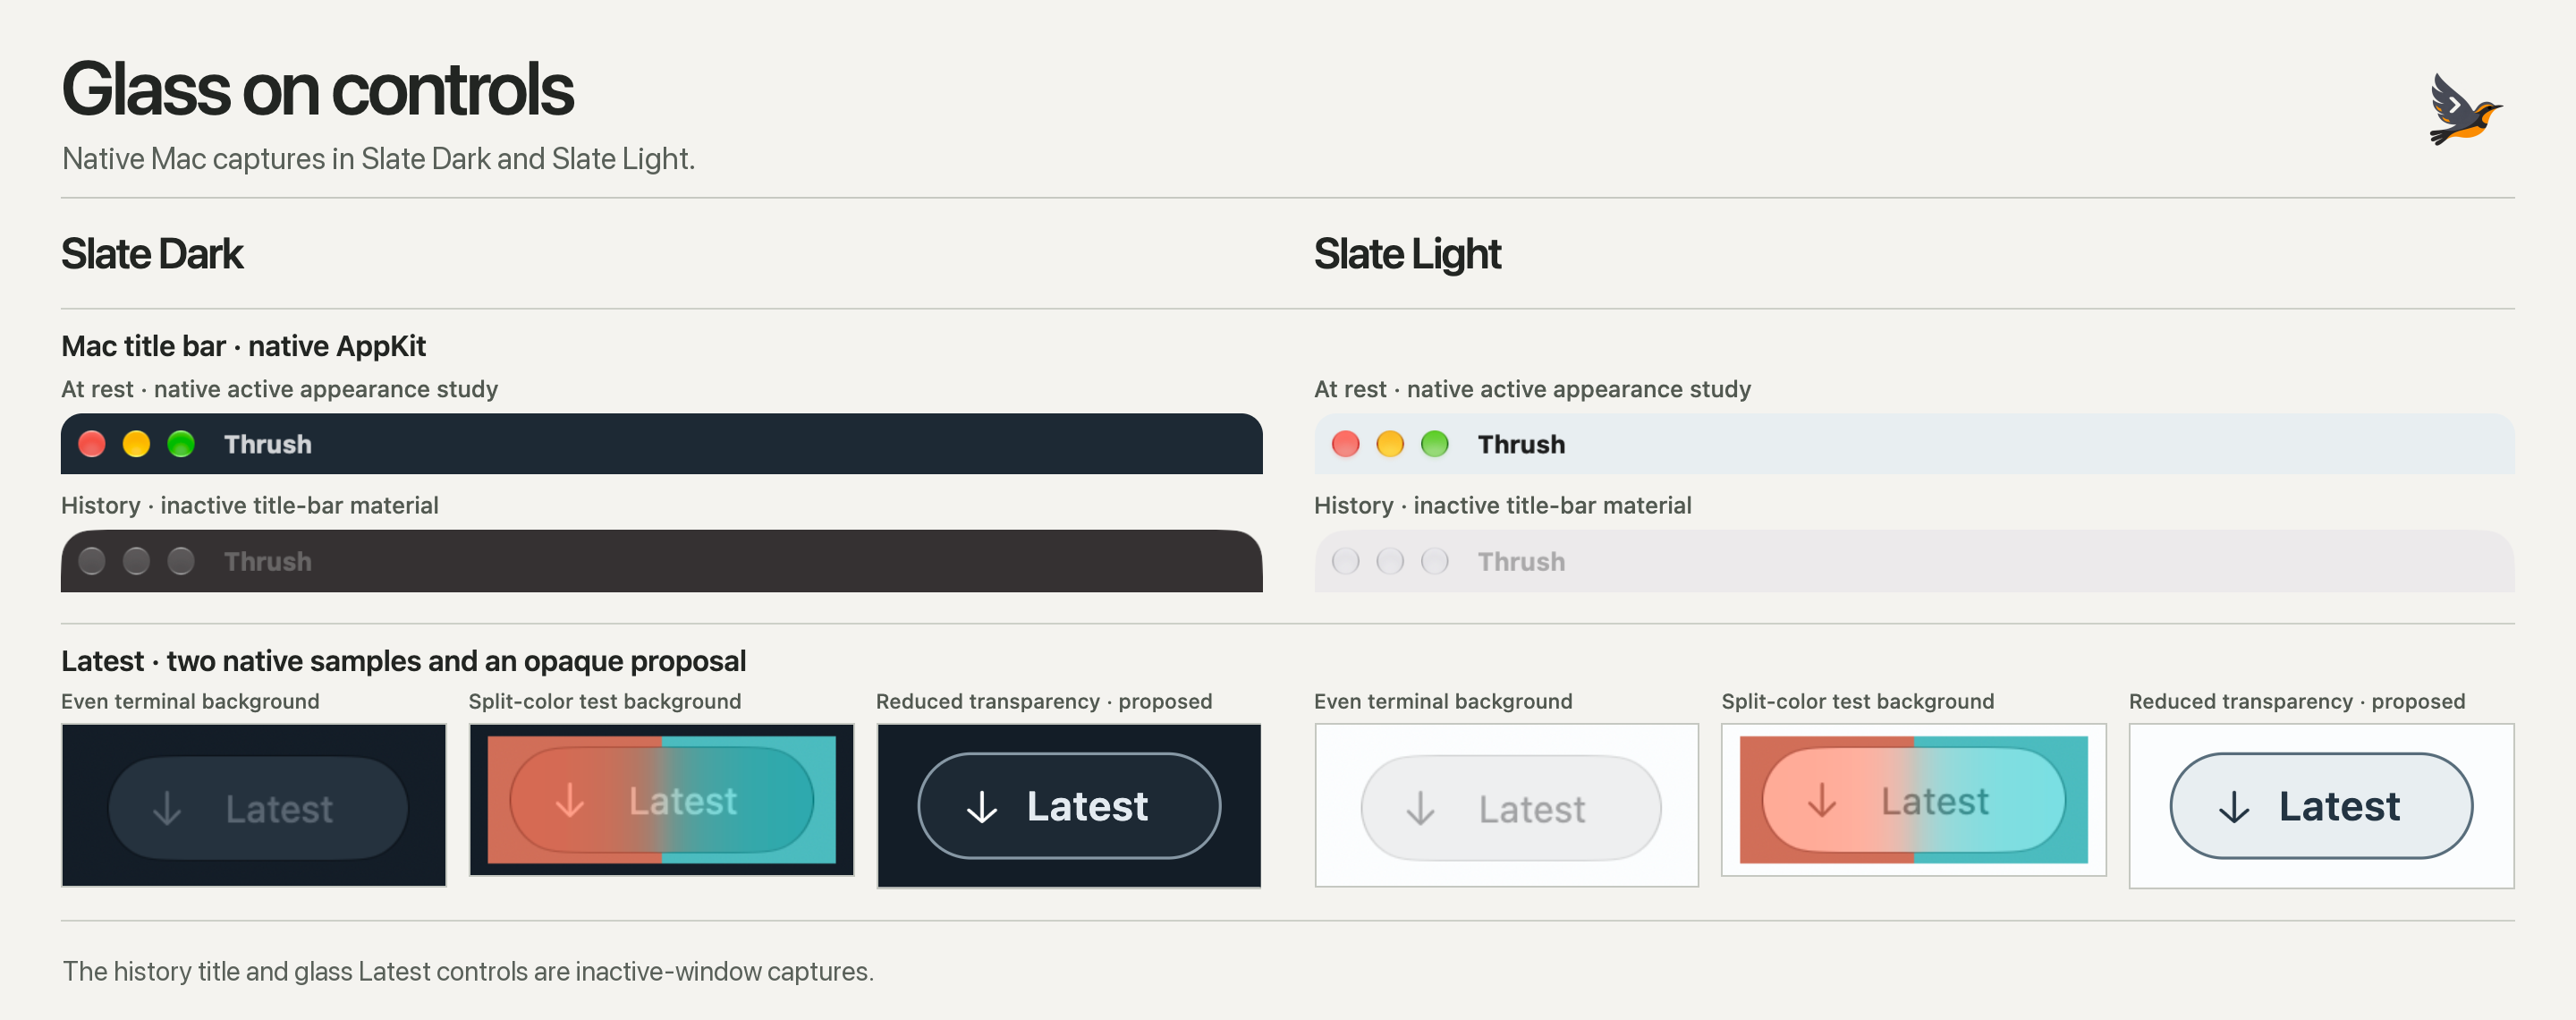 Glass on controls
Native Mac captures in Slate Dark and Slate Light.
Slate Dark
Slate Light
Mac title bar · native AppKit
At rest · native active appearance study
At rest · native active appearance study
Thrush
Thrush
History · inactive title-bar material
History · inactive title-bar material
Thrush
Thrush
Latest · two native samples and an opaque proposal
Even terminal background
Split-color test background
Reduced transparency · proposed
Even terminal background
Split-color test background
Reduced transparency · proposed
↓ Latest
↓ Latest
↓ Latest
↓ Latest
↓ Latest
↓ Latest
The history title and glass Latest controls are inactive-window captures.